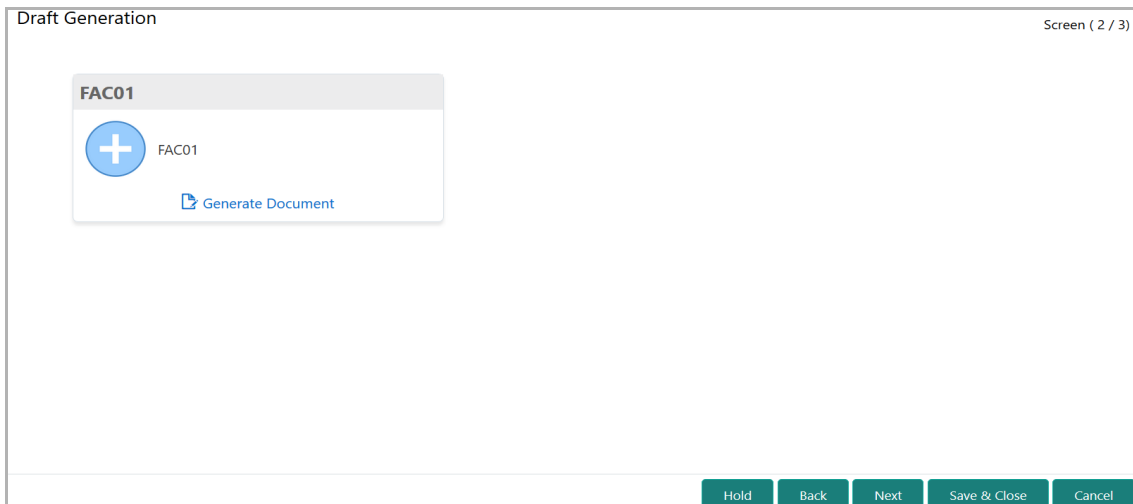 Draft Generation
Screen ( 2 / 3)
FAC01
FAC01
Generate Document
Hold Back Next Save & Close Cancel